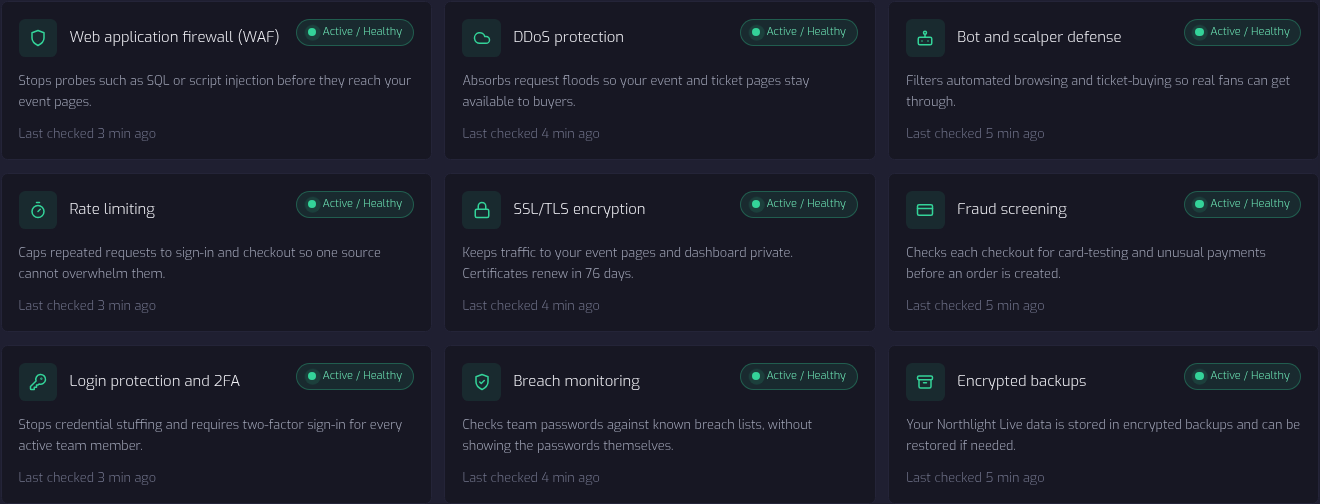 Web application firewall (WAF)
Active / Healthy
Stops probes such as SQL or script injection before they reach your
event pages.
Last checked 3 min ago
DDoS protection
Active / Healthy
Absorbs request floods so your event and ticket pages stay
available to buyers.
Last checked 4 min ago
Bot and scalper defense
Active / Healthy
Filters automated browsing and ticket-buying so real fans can get
through.
Last checked 5 min ago
Rate limiting
Active / Healthy
Caps repeated requests to sign-in and checkout so one source
cannot overwhelm them.
Last checked 3 min ago
SSL/TLS encryption
Active / Healthy
Keeps traffic to your event pages and dashboard private.
Certificates renew in 76 days.
Last checked 4 min ago
Fraud screening
Active / Healthy
Checks each checkout for card-testing and unusual payments
before an order is created.
Last checked 5 min ago
Login protection and 2FA
Active / Healthy
Stops credential stuffing and requires two-factor sign-in for every
active team member.
Last checked 3 min ago
Breach monitoring
Active / Healthy
Checks team passwords against known breach lists, without
showing the passwords themselves.
Last checked 4 min ago
Encrypted backups
Active / Healthy
Your Northlight Live data is stored in encrypted backups and can be
restored if needed.
Last checked 5 min ago